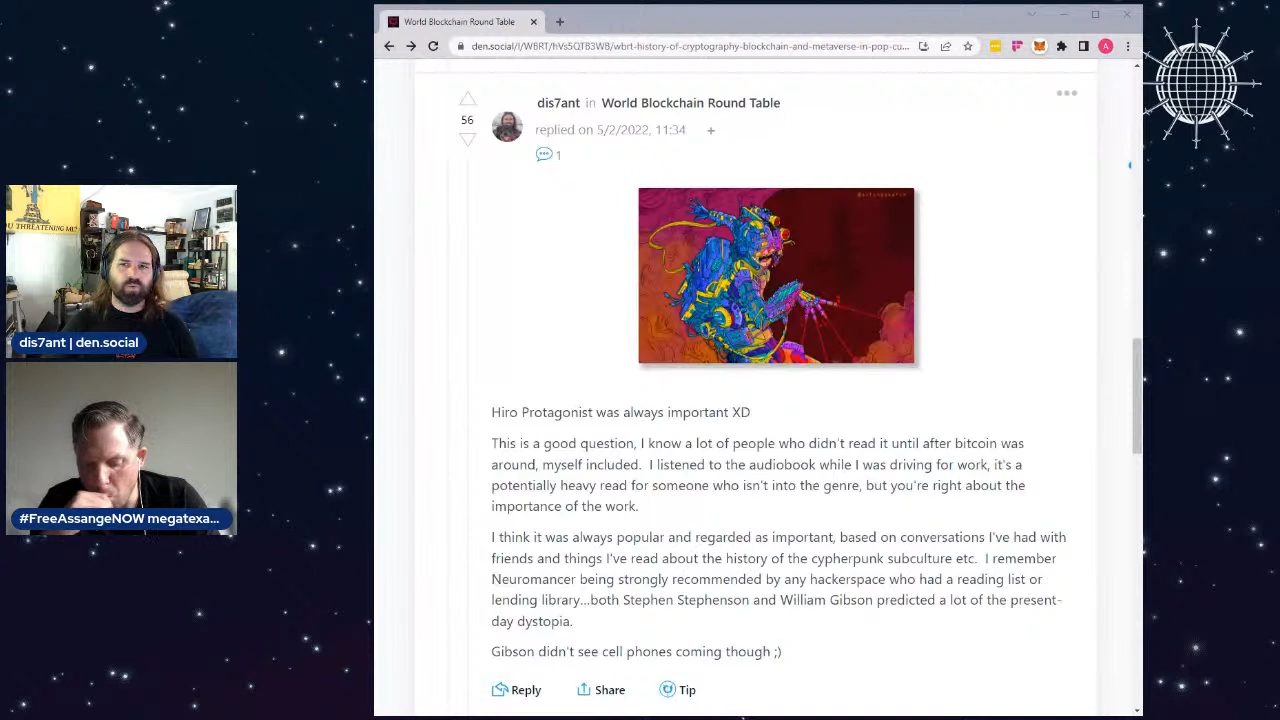 World Blockchain Round Table
den.social/l/WBRT/hVs5QTB3W8/wbrt-history-of-cryptography-blockchain-and-metaverse-in-pop-cu...
A
dis7ant in World Blockchain Round Table
56
replied on 5/2/2022, 11:34 +
1
Hiro Protagonist was always important XD
This is a good question, I know a lot of people who didn't read it until after bitcoin was
around, myself included. I listened to the audiobook while I was driving for work, it's a
potentially heavy read for someone who isn't into the genre, but you're right about the
importance of the work.
I think it was always popular and regarded as important, based on conversations I've had with
friends and things I've read about the history of the cypherpunk subculture etc. I remember
Neuromancer being strongly recommended by any hackerspace who had a reading list or
lending library...both Stephen Stephenson and William Gibson predicted a lot of the present-
day dystopia.
Gibson didn't see cell phones coming though ;)
Reply
Share
Tip
THREATENING ME?
dis7ant | den.social
#FreeAssangeNOW megatexa...